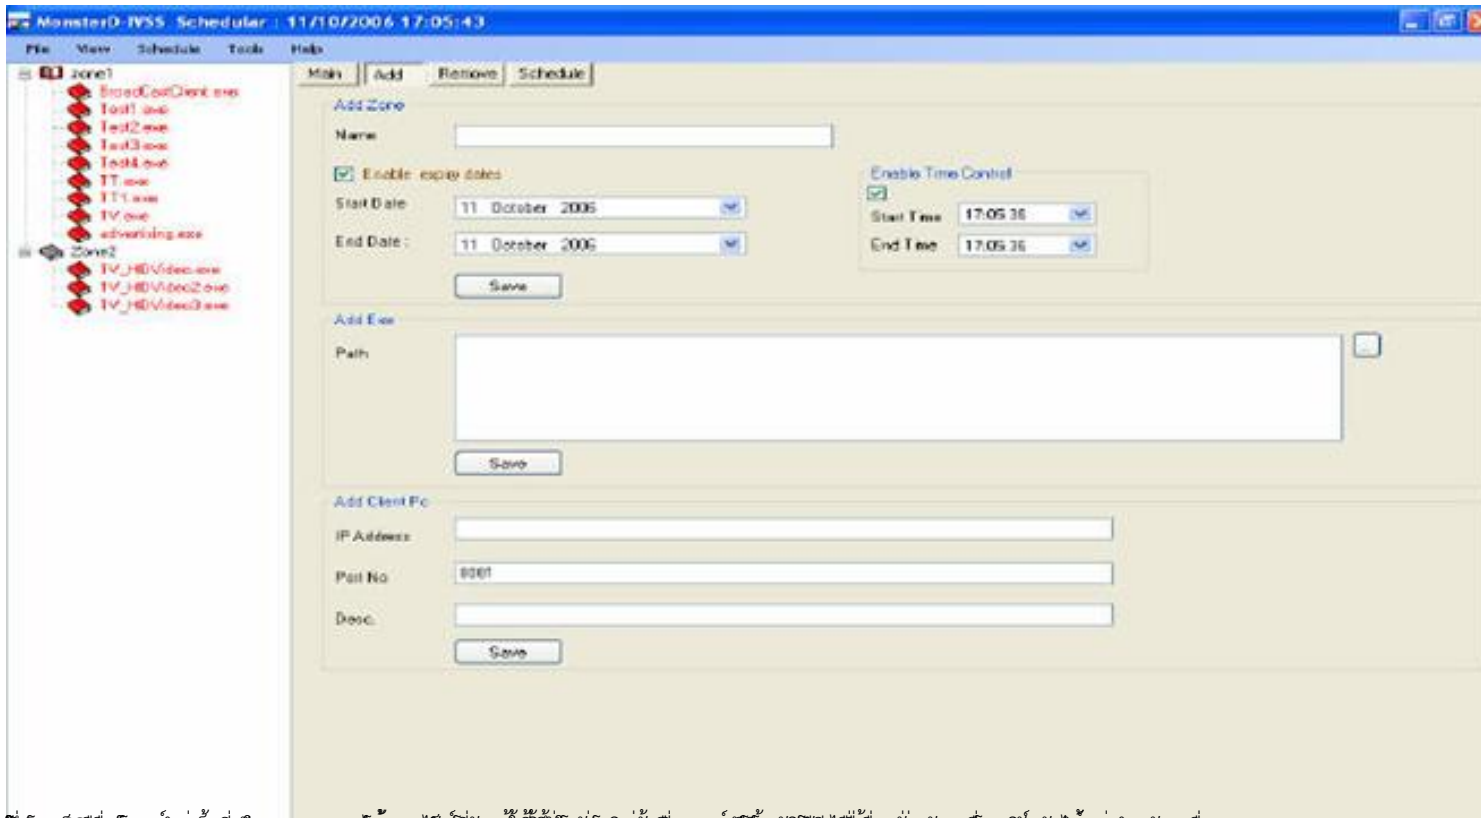 MonsterD-IVSS Schedular : 11/10/2006 17:05:43
File View Schedule Tools Help
zone1
BroadCastClient.exe
Test1.exe
Test2.exe
Test3.exe
Test4.exe
TT.exe
TT1.exe
TV.exe
advertising.exe
Zone2
TV_HDVideo.exe
TV_HDVideo2.exe
TV_HDVideo3.exe
Main Add Remove Schedule
Add Zone
Name
Enable expiry dates
Start Date 11 October 2006
End Date : 11 October 2006
Enable Time Control
Start Time 17:05:36
End Time 17:05:36
Save
Add Exe
Path
...
Save
Add Client Pc
IP Address
Port No 8081
Desc.
Save